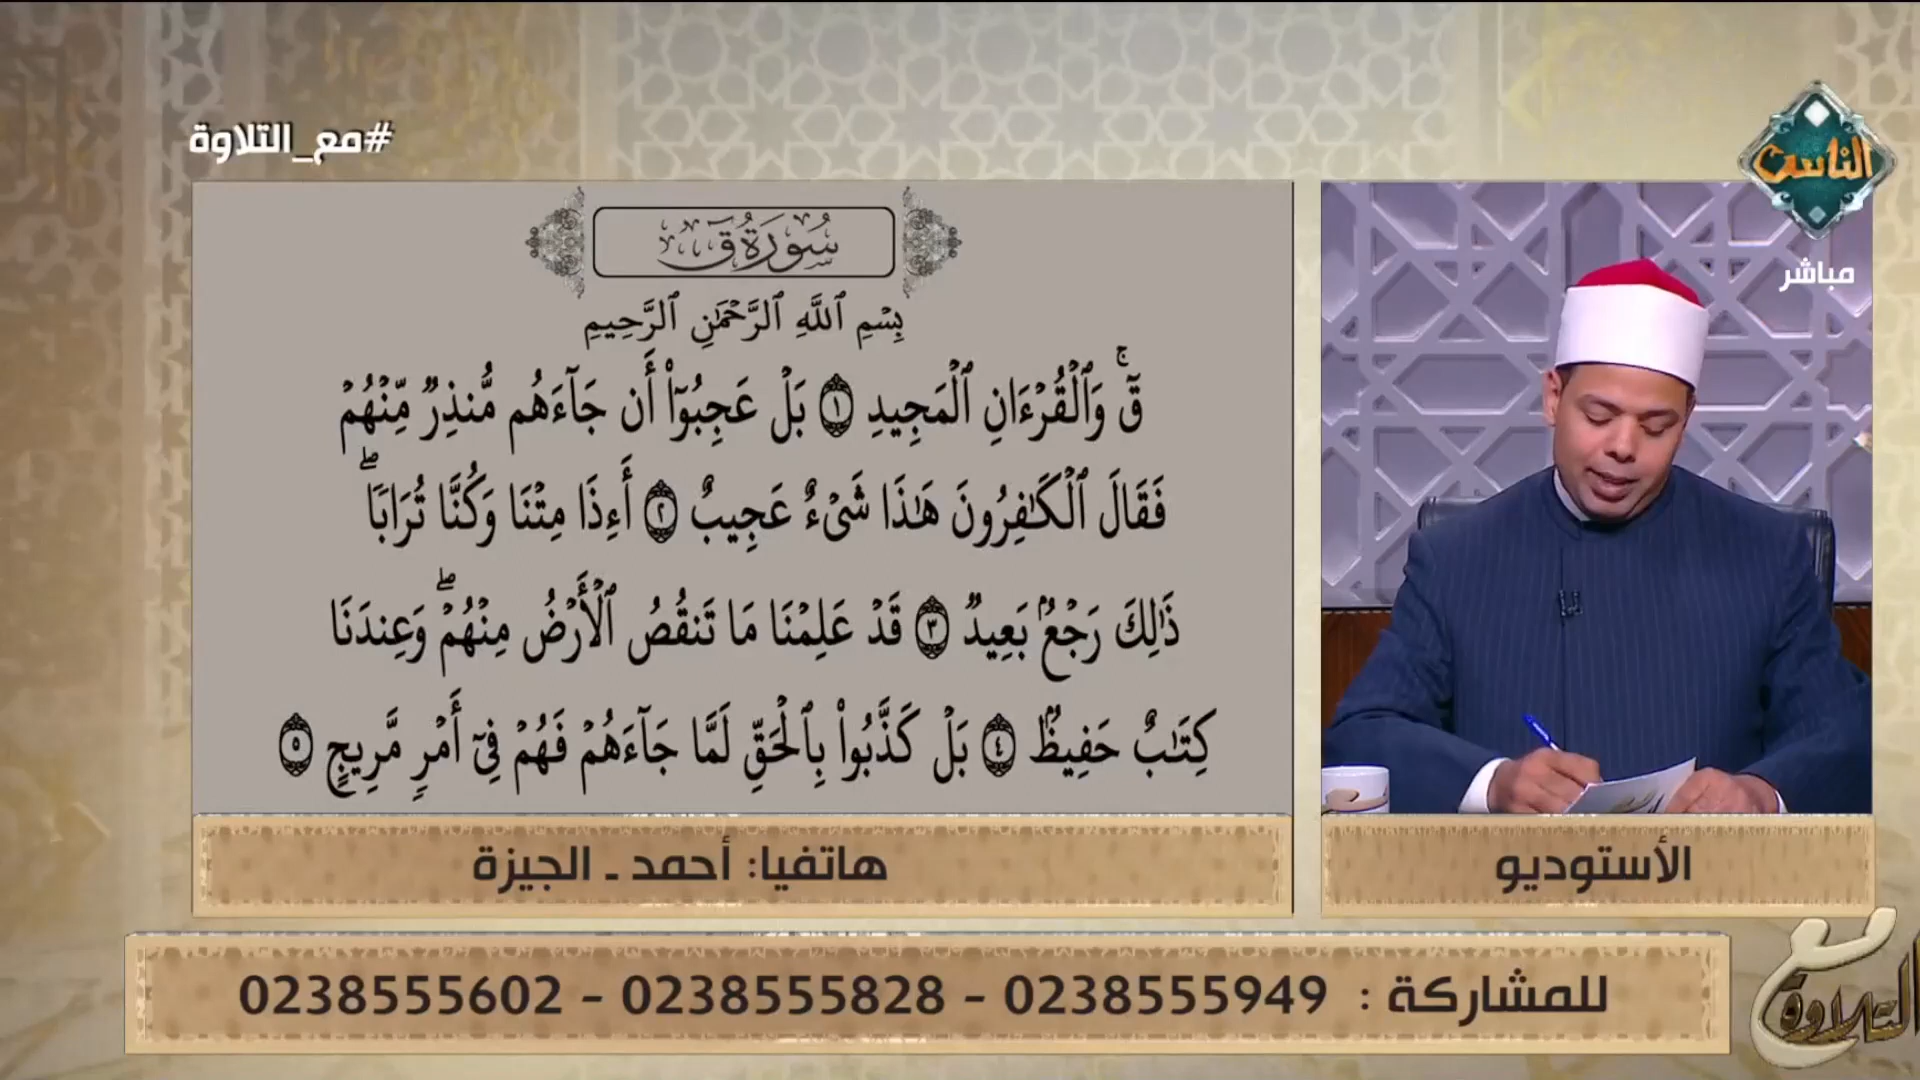 #مع_التلاوة
الناس
مباشر
سُورَةُ قٓ
بِسْمِ ٱللَّهِ ٱلرَّحْمَٰنِ ٱلرَّحِيمِ
قٓۚ وَٱلْقُرْءَانِ ٱلْمَجِيدِ ١ بَلْ عَجِبُوٓا۟ أَن جَآءَهُم مُّنذِرٌ مِّنْهُمْ
فَقَالَ ٱلْكَٰفِرُونَ هَٰذَا شَىْءٌ عَجِيبٌ ٢ أَءِذَا مِتْنَا وَكُنَّا تُرَابًاۖ
ذَٰلِكَ رَجْعٌۢ بَعِيدٌ ٣ قَدْ عَلِمْنَا مَا تَنقُصُ ٱلْأَرْضُ مِنْهُمْۖ وَعِندَنَا
كِتَٰبٌ حَفِيظٌۢ ٤ بَلْ كَذَّبُوا۟ بِٱلْحَقِّ لَمَّا جَآءَهُمْ فَهُمْ فِىٓ أَمْرٍ مَّرِيجٍ ٥
هاتفيا: أحمد - الجيزة
الأستوديو
للمشاركة : 0238555949 - 0238555828 - 0238555602
مع التلاوة